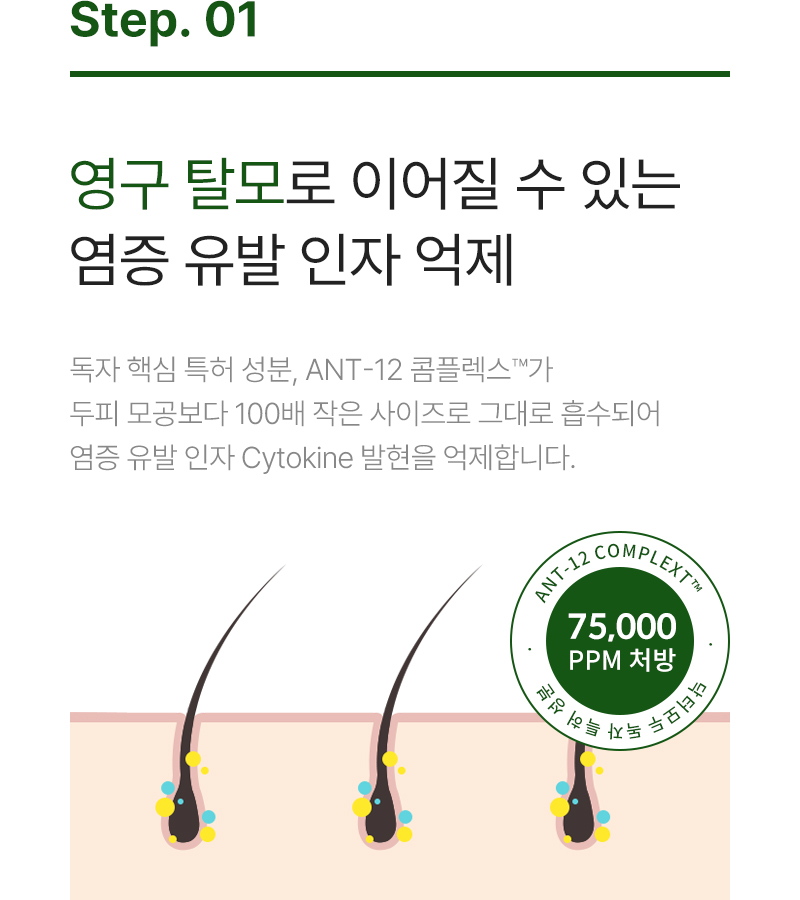 Step. 01
영구 탈모로 이어질 수 있는
염증 유발 인자 억제
독자 핵심 특허 성분, ANT-12 콤플렉스™가
두피 모공보다 100배 작은 사이즈로 그대로 흡수되어
염증 유발 인자 Cytokine 발현을 억제합니다.
ANT-12 COMPLEXT™
75,000
PPM 처방
닥터모두 독자 특허 성분